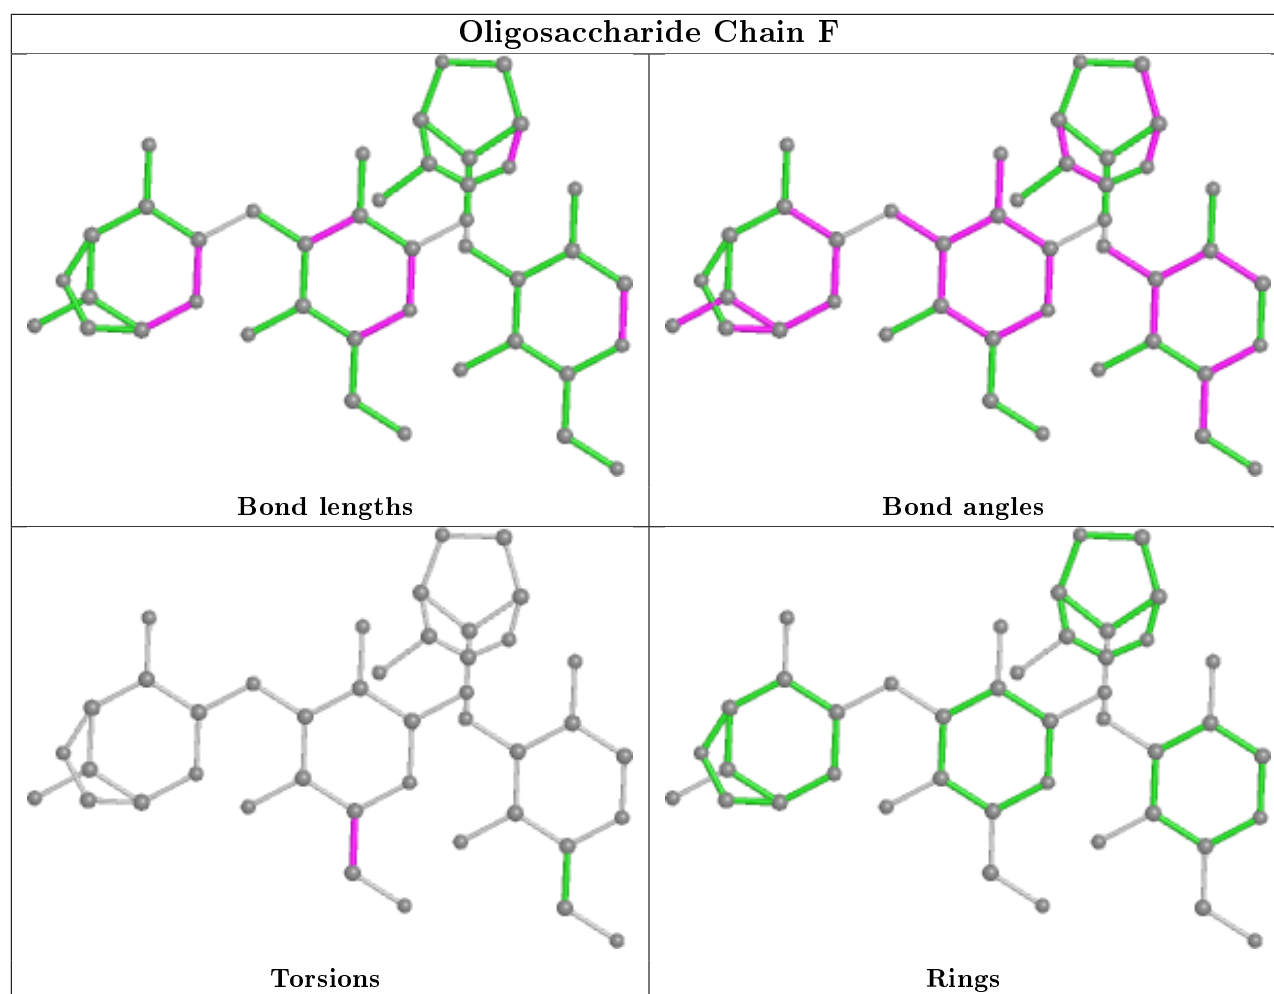 Oligosaccharide Chain F
Bond lengths
Bond angles
Torsions
Rings